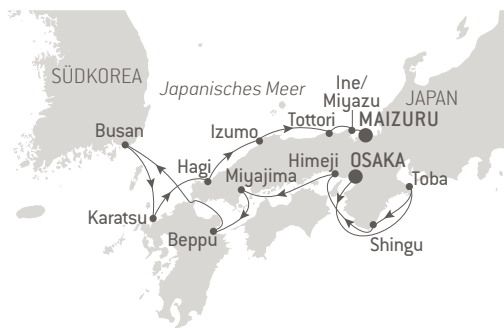 SÜDKOREA
Japanisches Meer
Ine/
Miyazu
JAPAN
Tottori
MAIZURU
Busan
Izumo
Hagi
Himeji
OSAKA
Miyajima
Toba
Karatsu
Beppu
Shingu